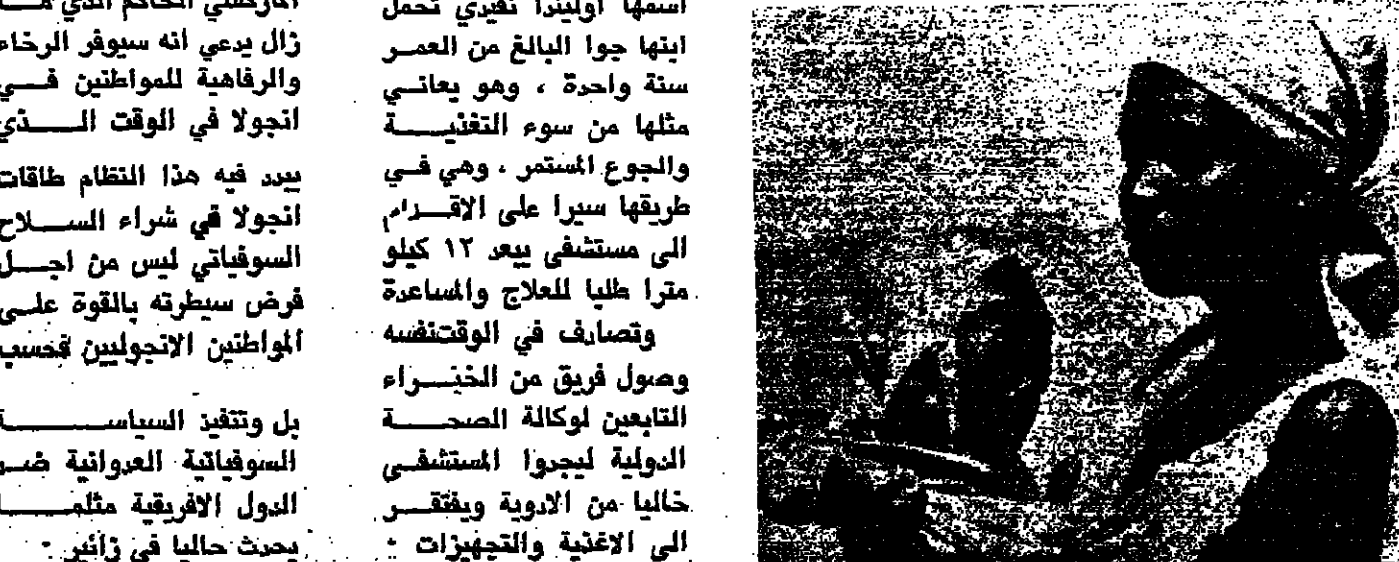 اسمها اوليندا نفيدي تحمل
ابنها جوا البالغ من العمر
سنة واحدة ، وهو يعاني
مثلها من سوء التغذية
والجوع المستمر ، وهي في
طريقها سيرا على الاقدام
الى مستشفى يبعد ١٢ كيلو
مترا طلبا للعلاج والمساعدة
وتصادف في الوقتنفسه
وصول فريق من الخبراء
التابعين لوكالة الصحة
الدولية ليجدوا المستشفى
خاليا من الادوية ويفتقر
الى الاغذية والتجهيزات .
الماركسي الحاكم الذي ما
زال يدعي انه سيوفر الرخاء
والرفاهية للمواطنين في
انجولا في الوقت الذي
يبدد فيه هذا النظام طاقات
انجولا في شراء السلاح
السوفياتي ليس من اجل
فرض سيطرته بالقوة على
المواطنين الانجوليين فحسب
بل وتنفيذ السياسة
السوفياتية العدوانية ضد
الدول الافريقية مثلما
يحدث حاليا في زائير .